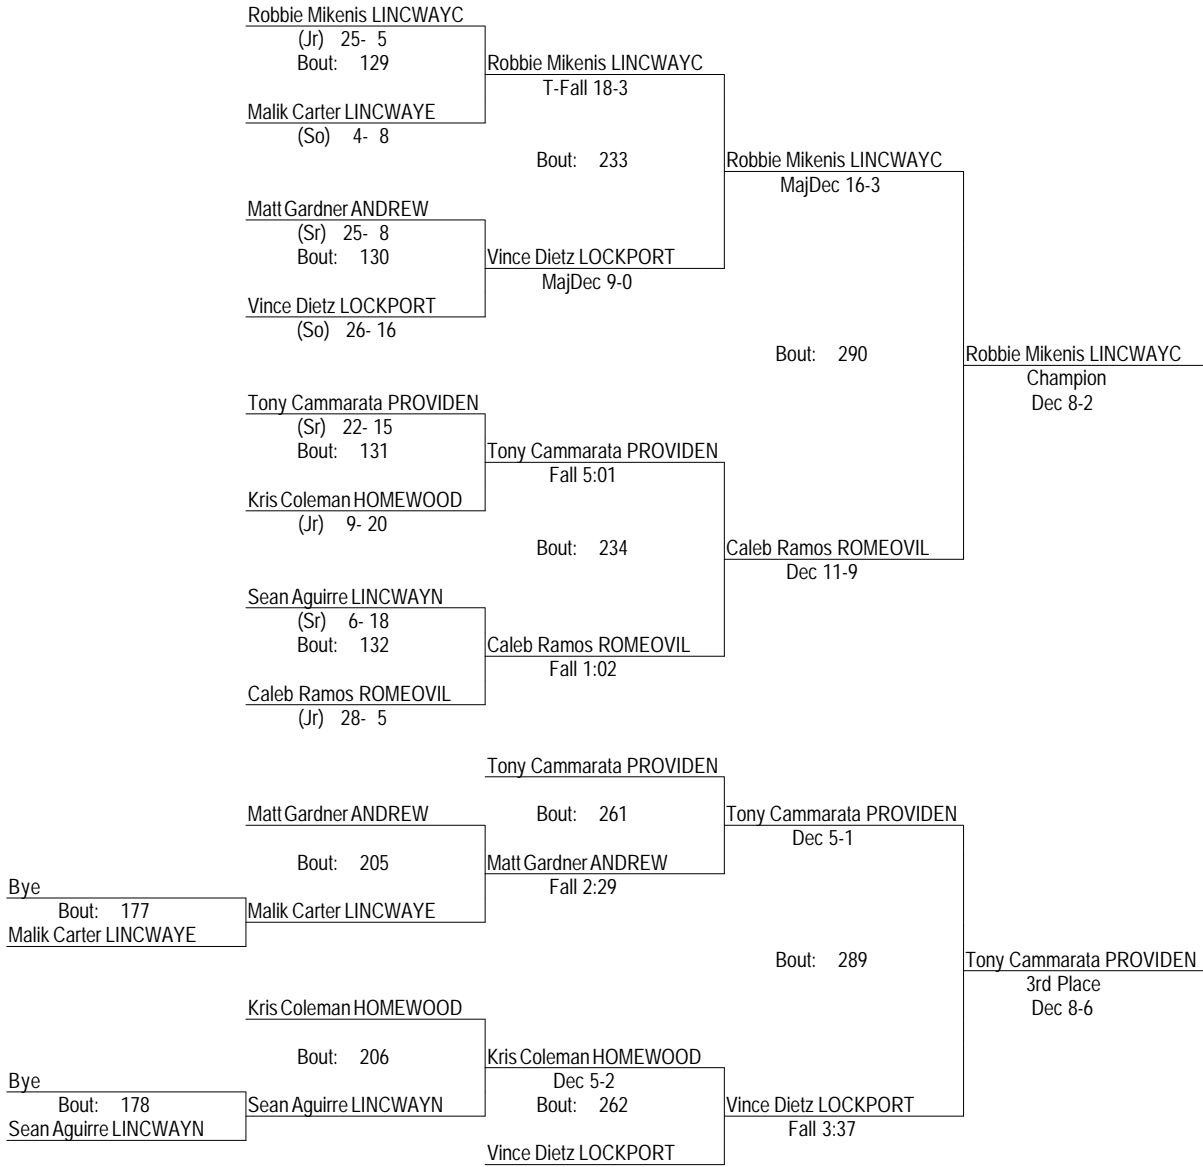 Robbie Mikenis LINCWAYC
(Jr) 25- 5
Bout: 129
Robbie Mikenis LINCWAYC
T-Fall 18-3
Malik Carter LINCWAYE
(So) 4- 8
Bout: 233
Robbie Mikenis LINCWAYC
MajDec 16-3
Matt Gardner ANDREW
(Sr) 25- 8
Bout: 130
Vince Dietz LOCKPORT
MajDec 9-0
Vince Dietz LOCKPORT
(So) 26- 16
Bout: 290
Robbie Mikenis LINCWAYC
Champion
Dec 8-2
Tony Cammarata PROVIDEN
(Sr) 22- 15
Bout: 131
Tony Cammarata PROVIDEN
Fall 5:01
Kris Coleman HOMEWOOD
(Jr) 9- 20
Bout: 234
Caleb Ramos ROMEOVIL
Dec 11-9
Sean Aguirre LINCWAYN
(Sr) 6- 18
Bout: 132
Caleb Ramos ROMEOVIL
Fall 1:02
Caleb Ramos ROMEOVIL
(Jr) 28- 5
Tony Cammarata PROVIDEN
Matt Gardner ANDREW
Bout: 261
Tony Cammarata PROVIDEN
Dec 5-1
Bout: 205
Matt Gardner ANDREW
Fall 2:29
Bye
Bout: 177
Malik Carter LINCWAYE
Malik Carter LINCWAYE
Bout: 289
Tony Cammarata PROVIDEN
3rd Place
Dec 8-6
Kris Coleman HOMEWOOD
Bout: 206
Kris Coleman HOMEWOOD
Dec 5-2
Bye
Bout: 178
Sean Aguirre LINCWAYN
Sean Aguirre LINCWAYN
Bout: 262
Vince Dietz LOCKPORT
Fall 3:37
Vince Dietz LOCKPORT